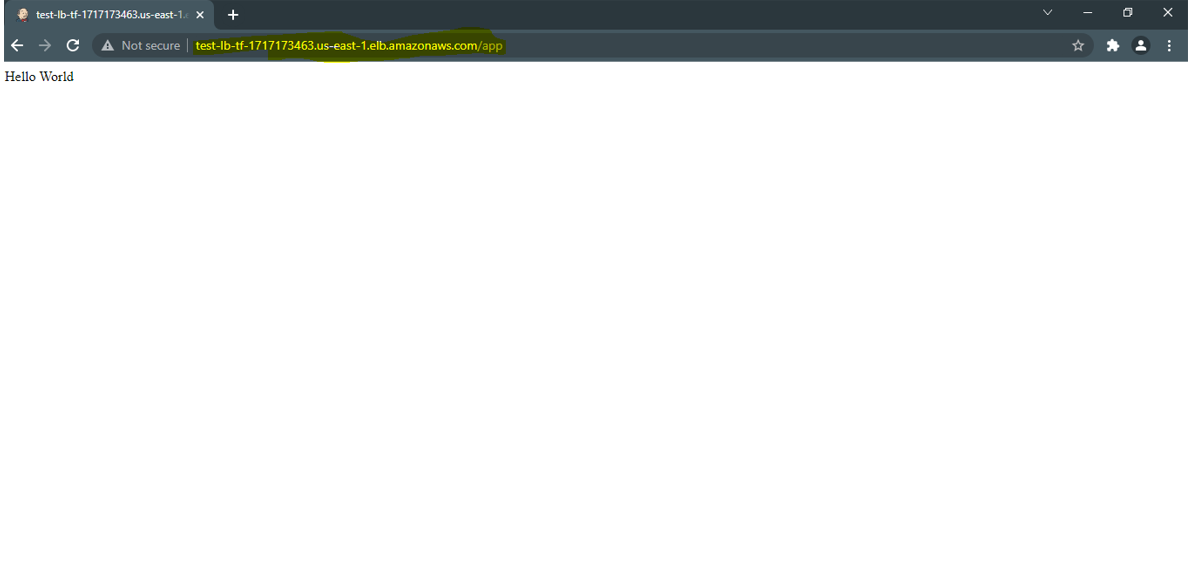 test-lb-tf-1717173463.us-east-1.
Not secure
test-lb-tf-1717173463.us-east-1.elb.amazonaws.com/app
Hello World